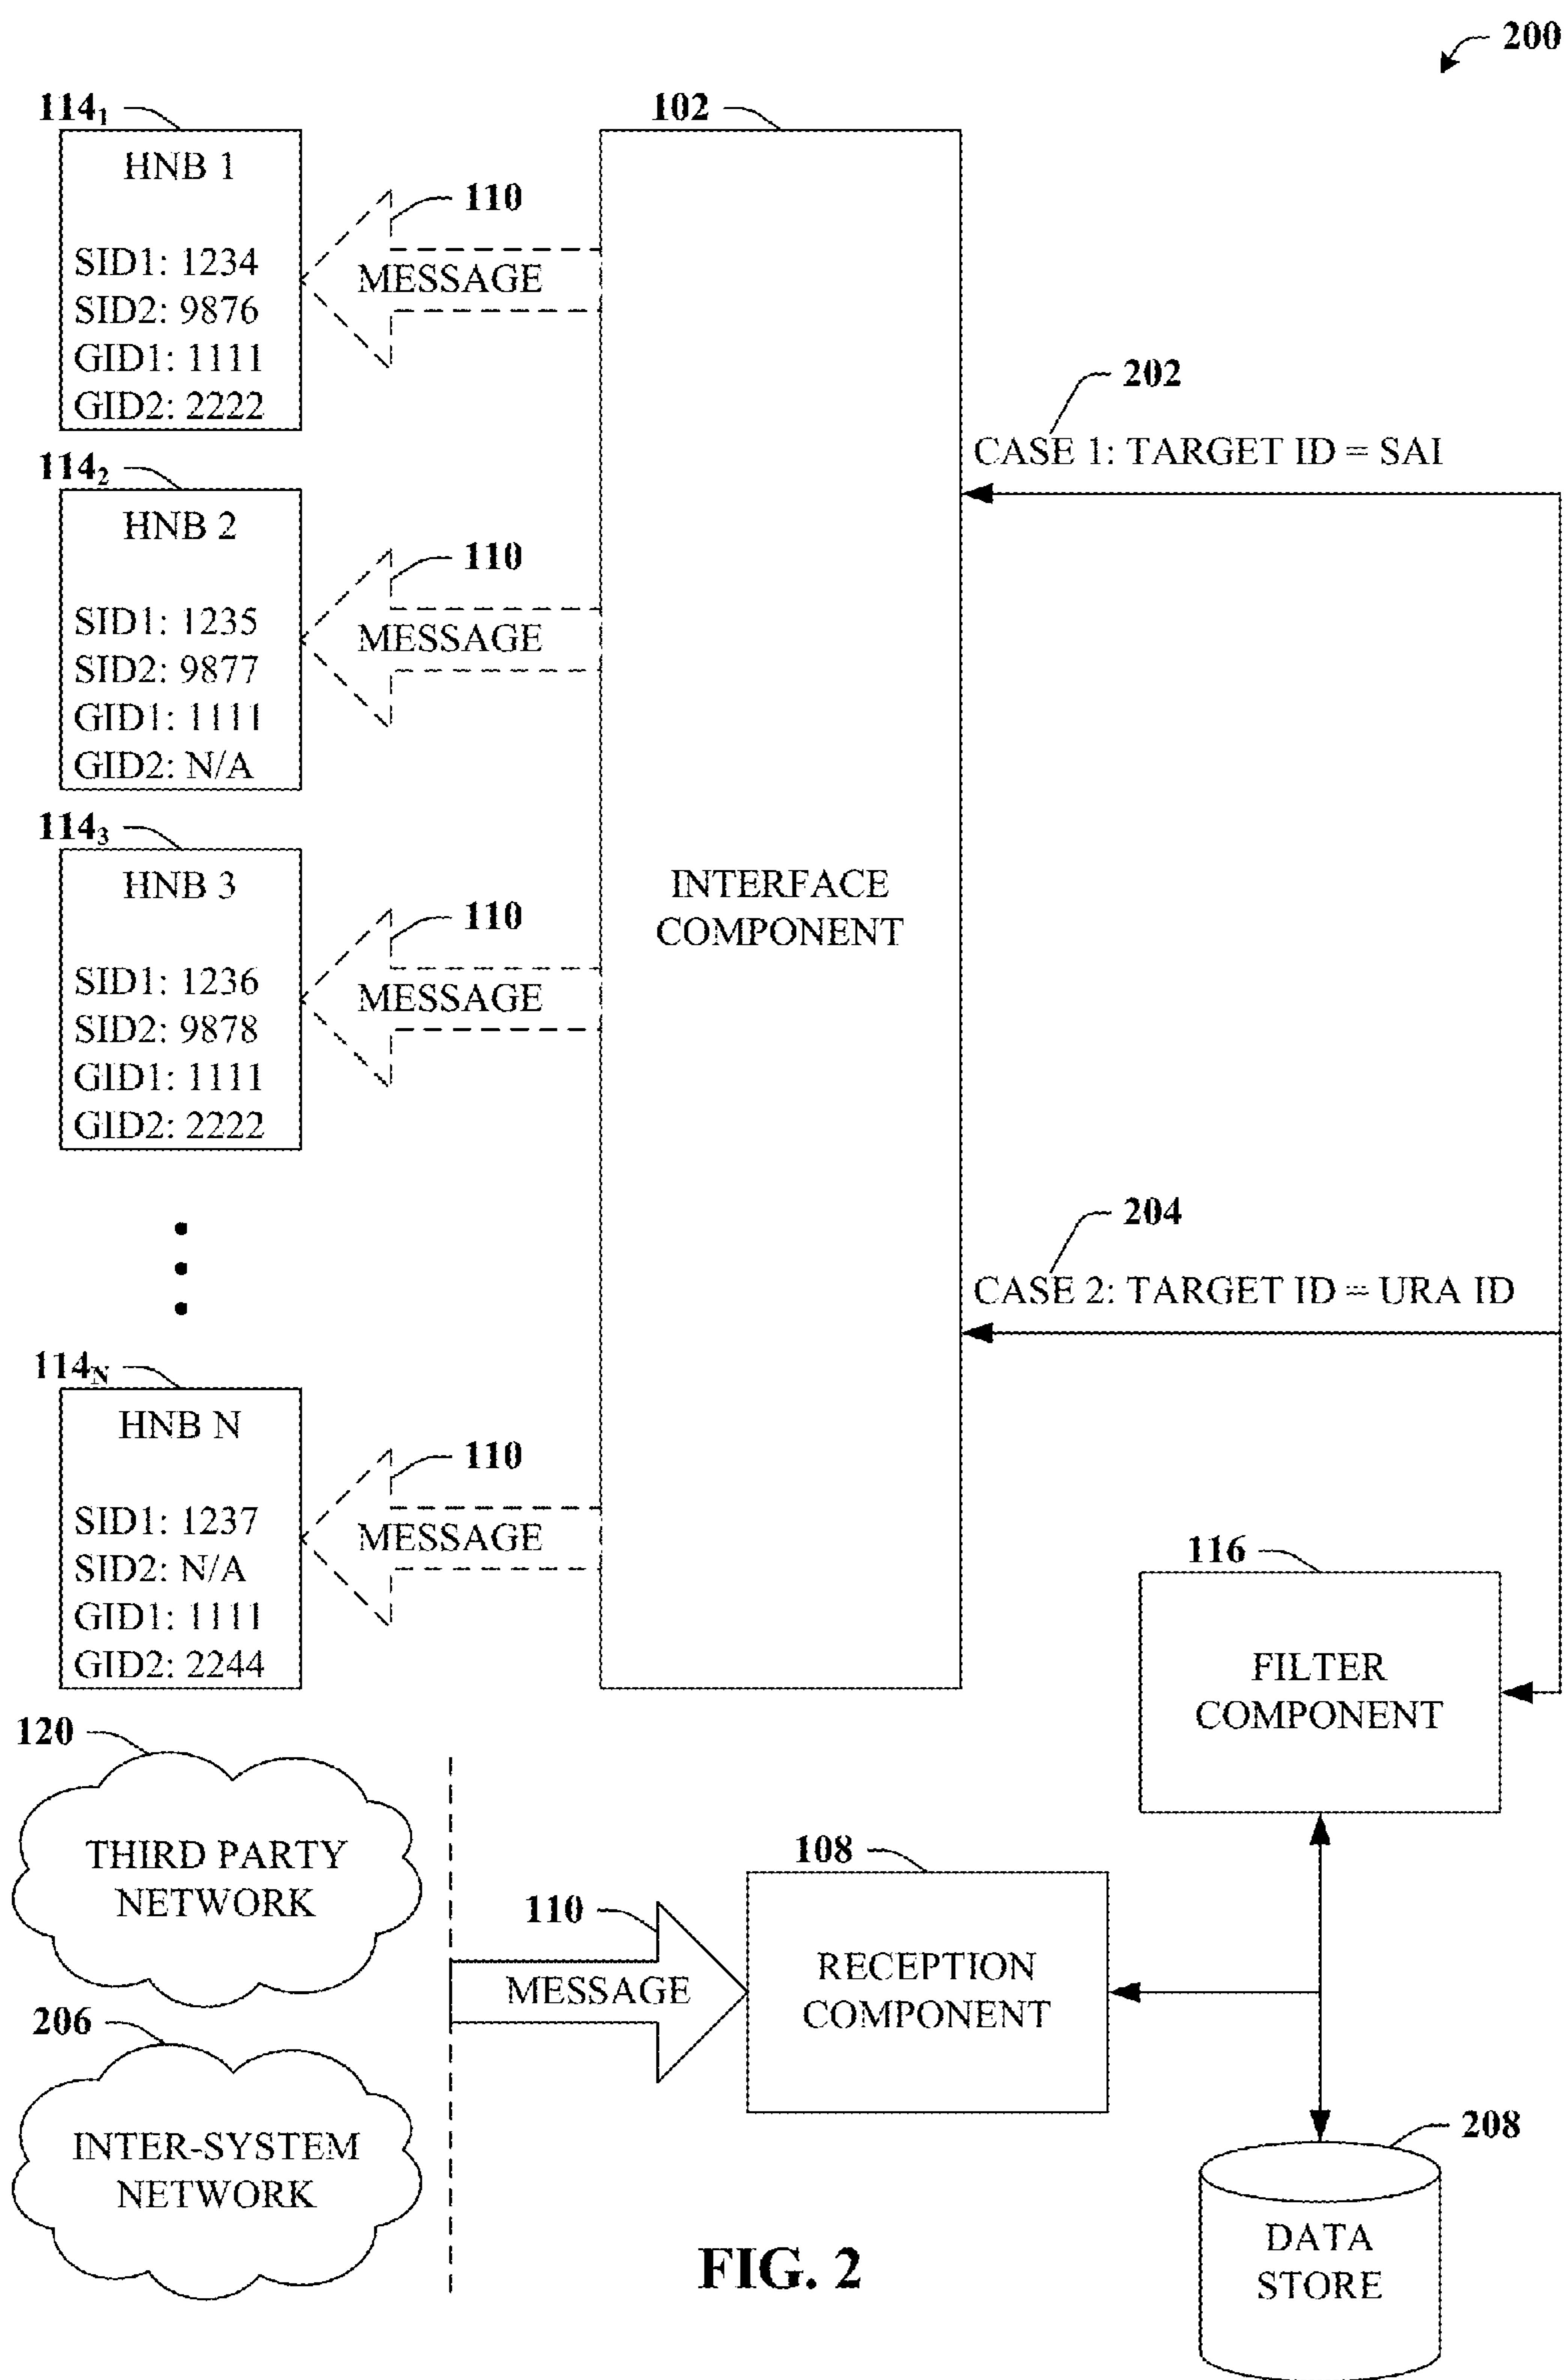 200
114₁
HNB 1
SID1: 1234
SID2: 9876
GID1: 1111
GID2: 2222
110
MESSAGE
102
INTERFACE
COMPONENT
202
CASE 1: TARGET ID = SAI
114₂
HNB 2
SID1: 1235
SID2: 9877
GID1: 1111
GID2: N/A
110
MESSAGE
114₃
HNB 3
SID1: 1236
SID2: 9878
GID1: 1111
GID2: 2222
110
MESSAGE
204
CASE 2: TARGET ID = URA ID
114N
HNB N
SID1: 1237
SID2: N/A
GID1: 1111
GID2: 2244
110
MESSAGE
116
FILTER
COMPONENT
120
THIRD PARTY
NETWORK
206
INTER-SYSTEM
NETWORK
110
MESSAGE
108
RECEPTION
COMPONENT
208
DATA
STORE
FIG. 2